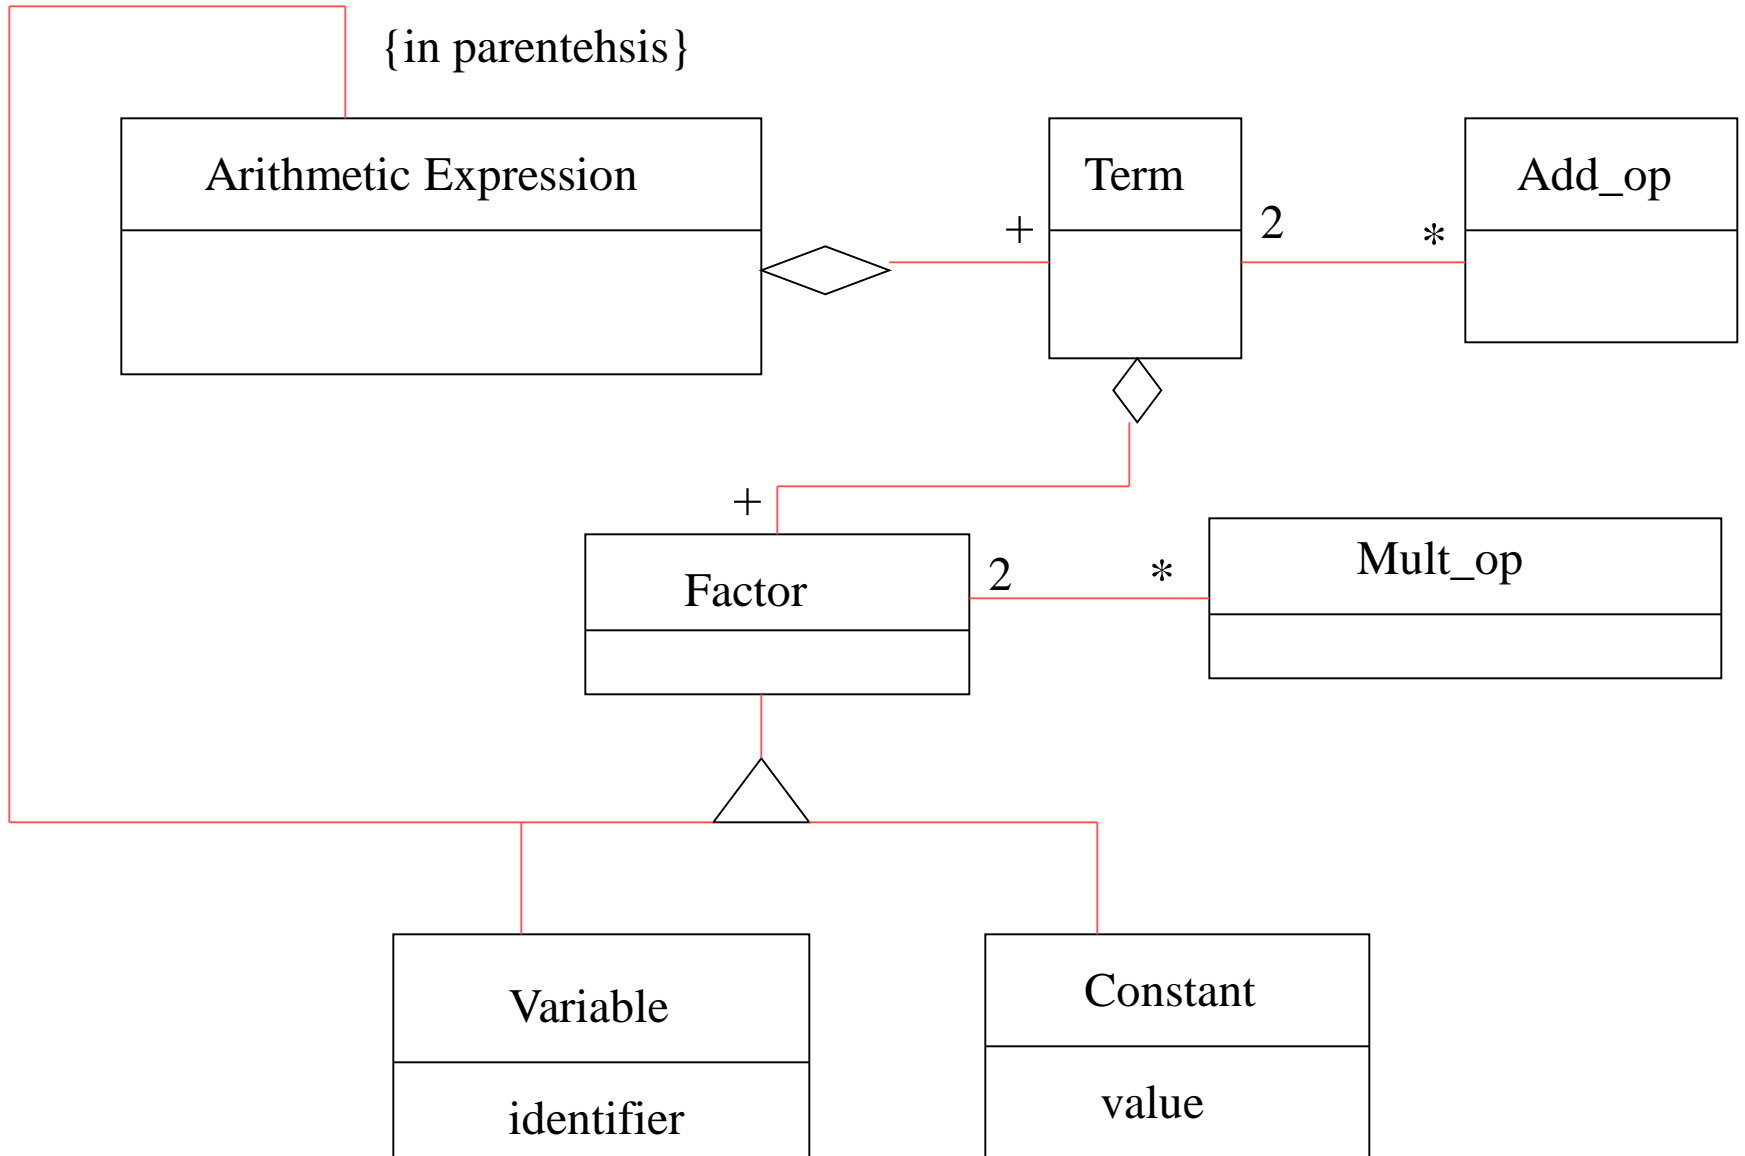 {in parentehsis}
Arithmetic Expression
Term
Add_op
+
2
*
+
Factor
2
*
Mult_op
Variable
Constant
identifier
value